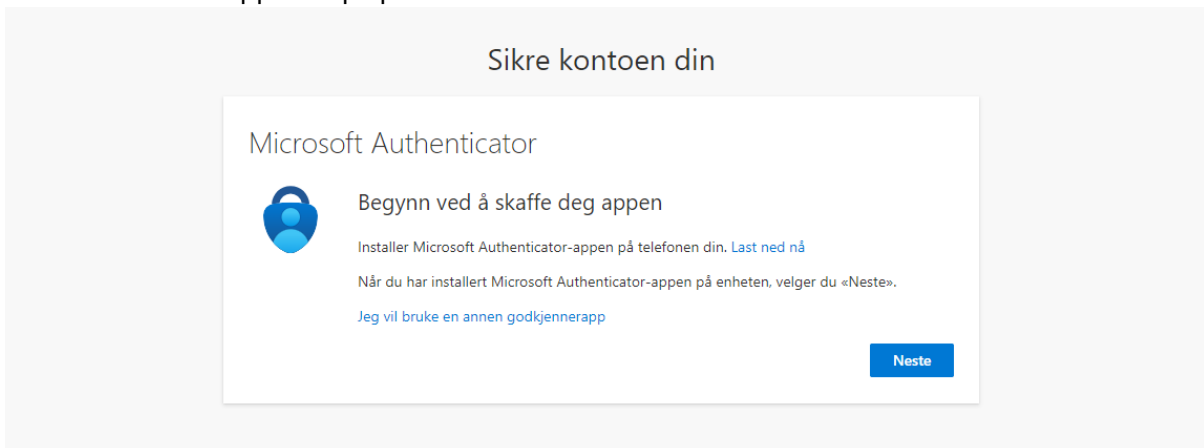 Sikre kontoen din
Microsoft Authenticator
Begynn ved å skaffe deg appen
Installer Microsoft Authenticator-appen på telefonen din. Last ned nå
Når du har installert Microsoft Authenticator-appen på enheten, velger du «Neste».
Jeg vil bruke en annen godkjennerapp
Neste